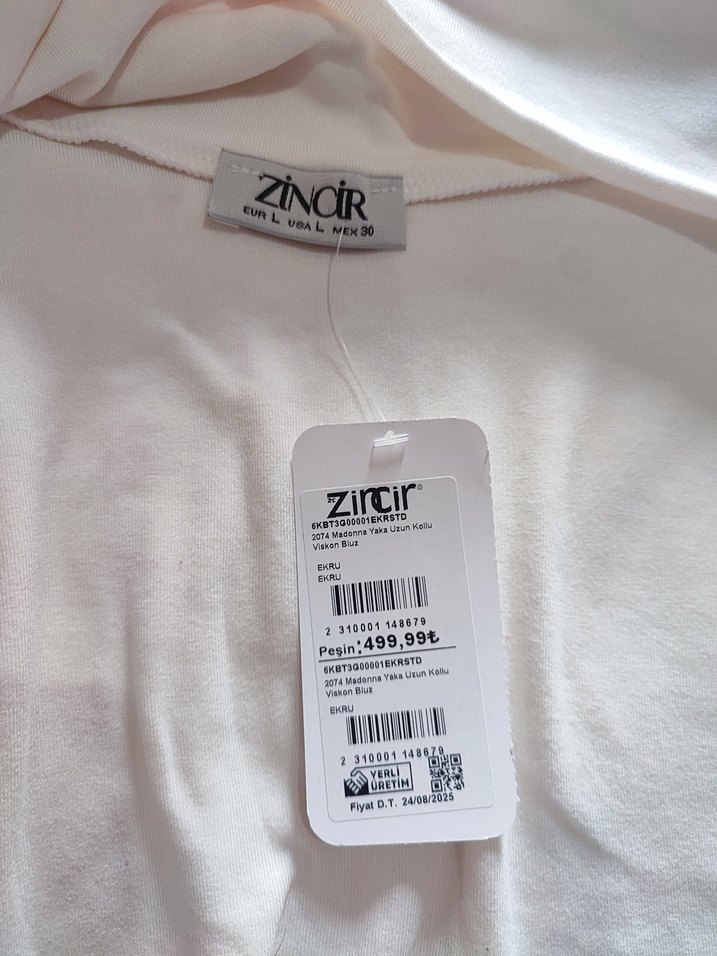 ZİNCİR
EUR L USA L MEX 30
Zincir®
6KBT3G00001EKRSTD
2074 Madonna Yaka Uzun Kollu
Viskon Bluz
EKRU
EKRU
2 310001 148679
Peşin:499,99₺
6KBT3G00001EKRSTD
2074 Madonna Yaka Uzun Kollu
Viskon Bluz
EKRU
2 310001 148679
YERLİ
ÜRETİM
Fiyat D.T. 24/08/2025